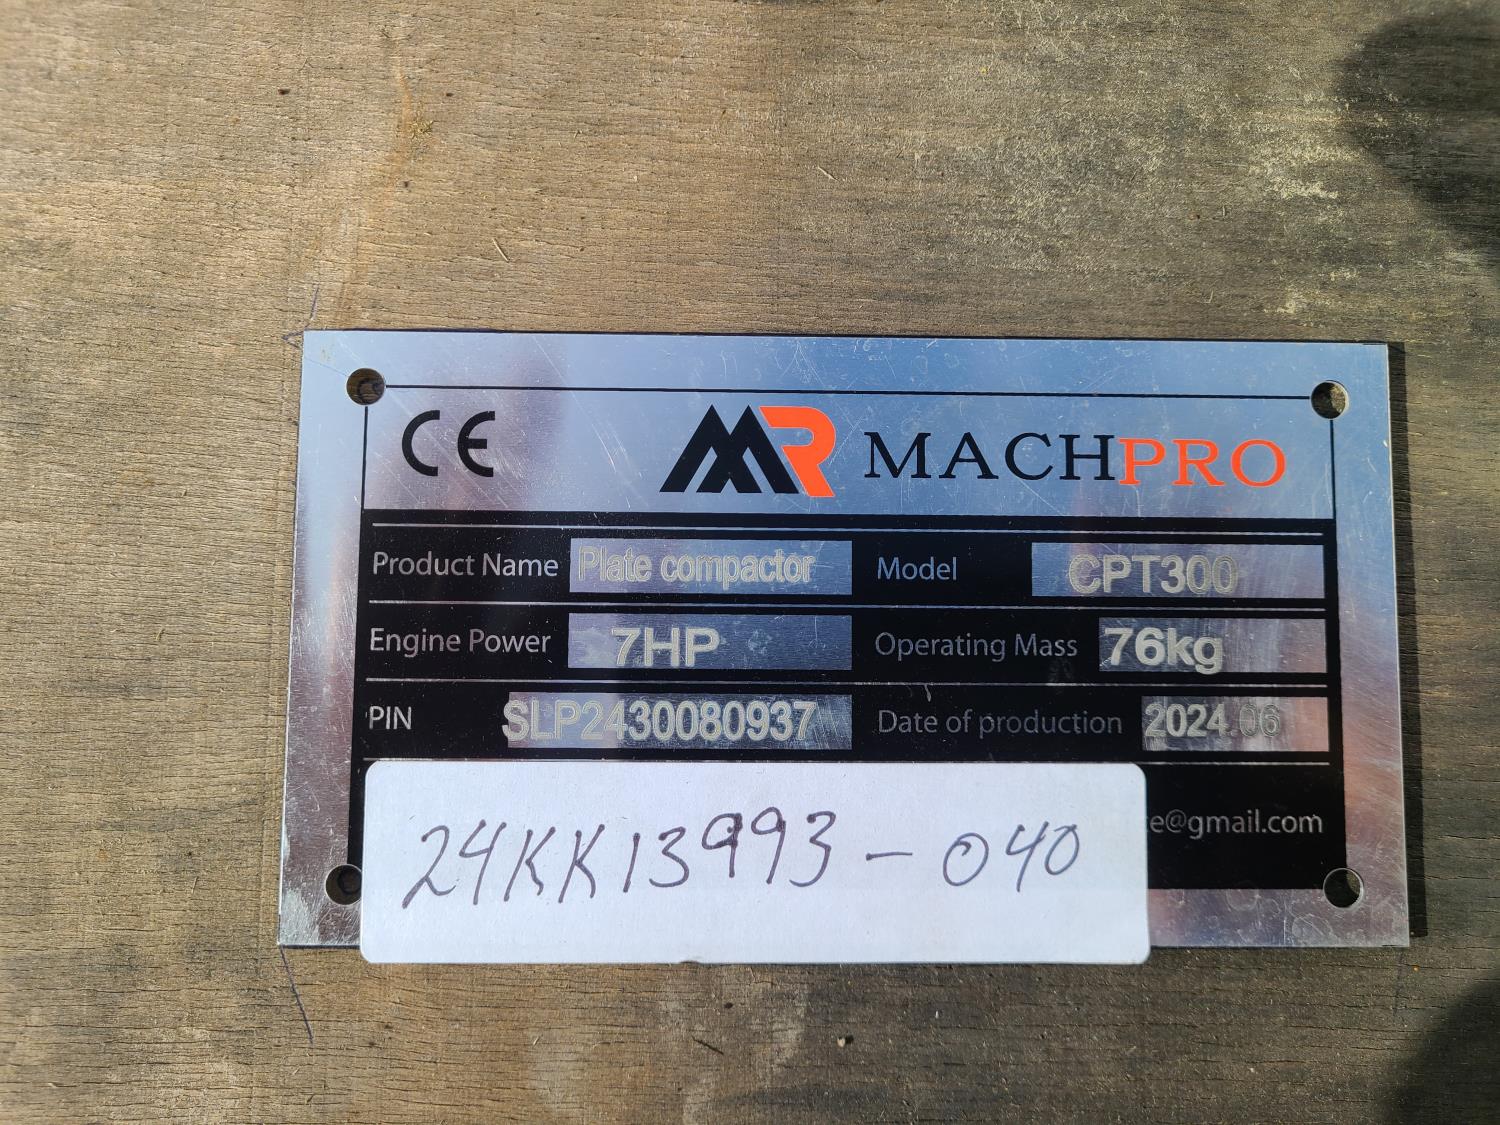 CE MACHPRO
Product Name Plate compactor Model CPT300
Engine Power 7HP Operating Mass 76kg
PIN SLP2430080937 Date of production 2024.06
e@gmail.com
24KK13993-040